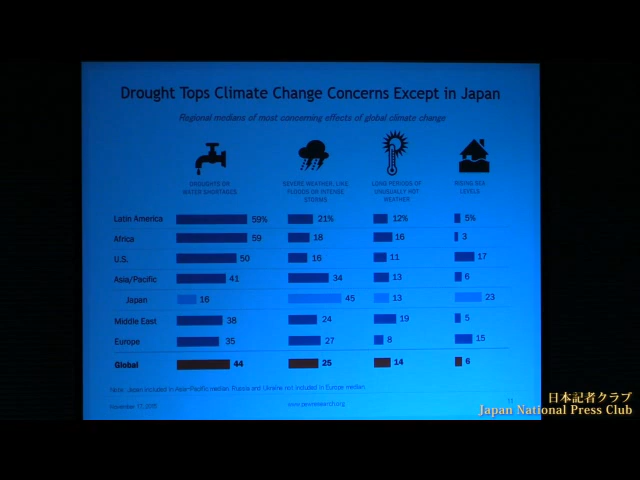 Drought Tops Climate Change Concerns Except in Japan
Regional medians of most concerning effects of global climate change
DROUGHTS OR WATER SHORTAGES
SEVERE WEATHER, LIKE FLOODS OR INTENSE STORMS
LONG PERIODS OF UNUSUALLY HOT WEATHER
RISING SEA LEVELS
Latin America 59% 21% 12% 5%
Africa 59 18 16 3
U.S. 50 16 11 17
Asia/Pacific 41 34 13 6
Japan 16 45 13 23
Middle East 38 24 19 5
Europe 35 27 8 15
Global 44 25 14 6
Note: Japan included in Asia-Pacific median, Russia and Ukraine not included in Europe median.
November 17, 2015
www.pewresearch.org
11
日本記者クラブ
Japan National Press Club